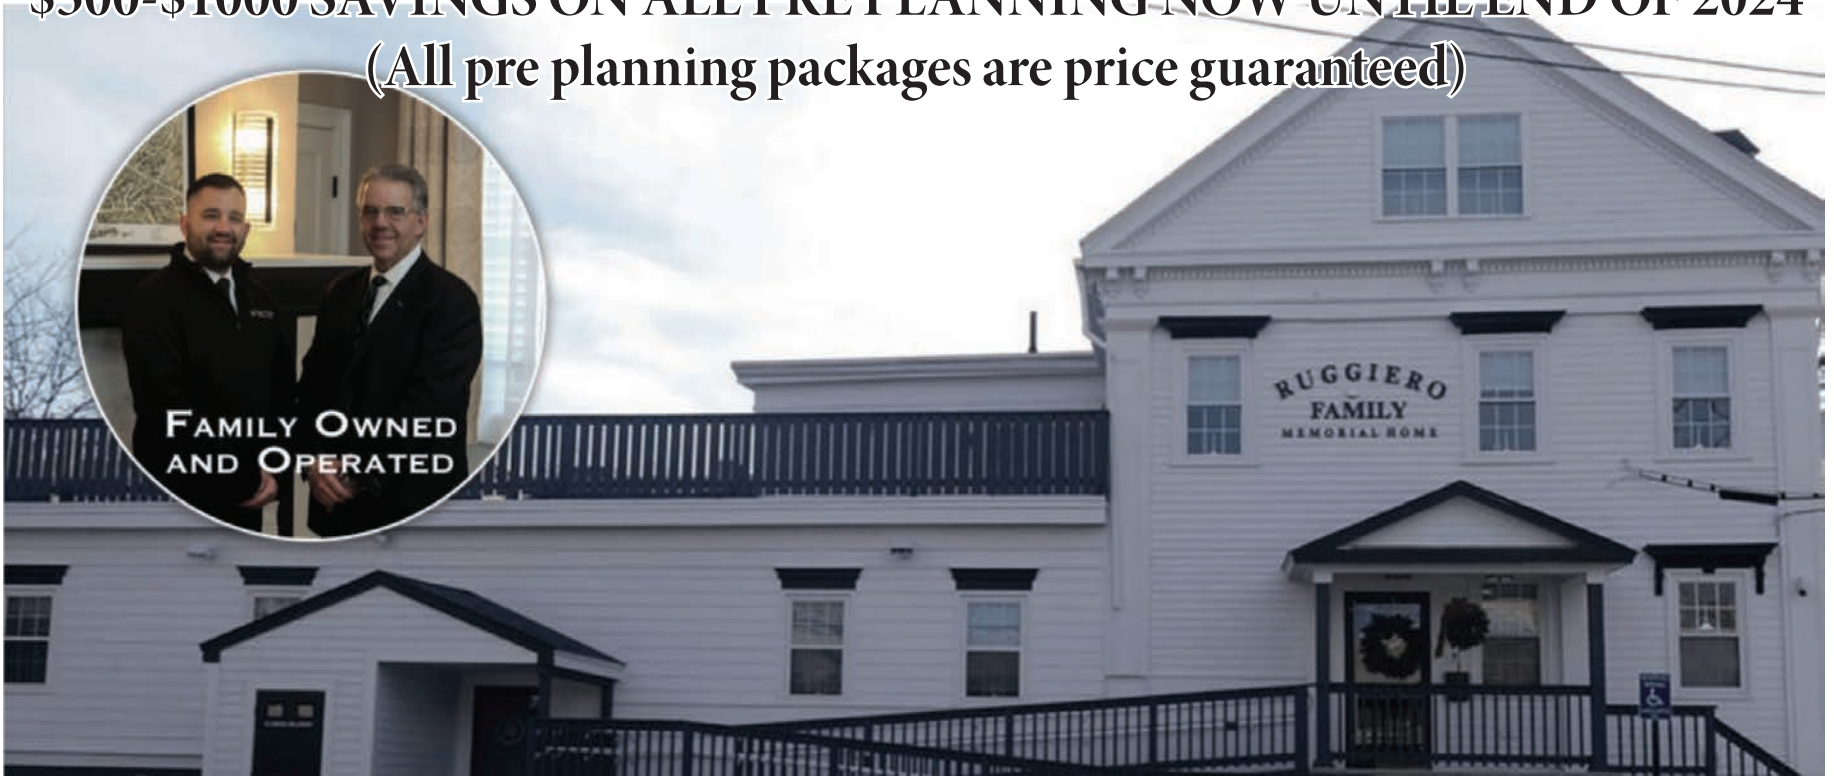 $500-$1000 SAVINGS ON ALL PRE PLANNING NOW UNTIL END OF 2024
(All pre planning packages are price guaranteed)
FAMILY OWNED
AND OPERATED
RUGGIERO
FAMILY
MEMORIAL HOME